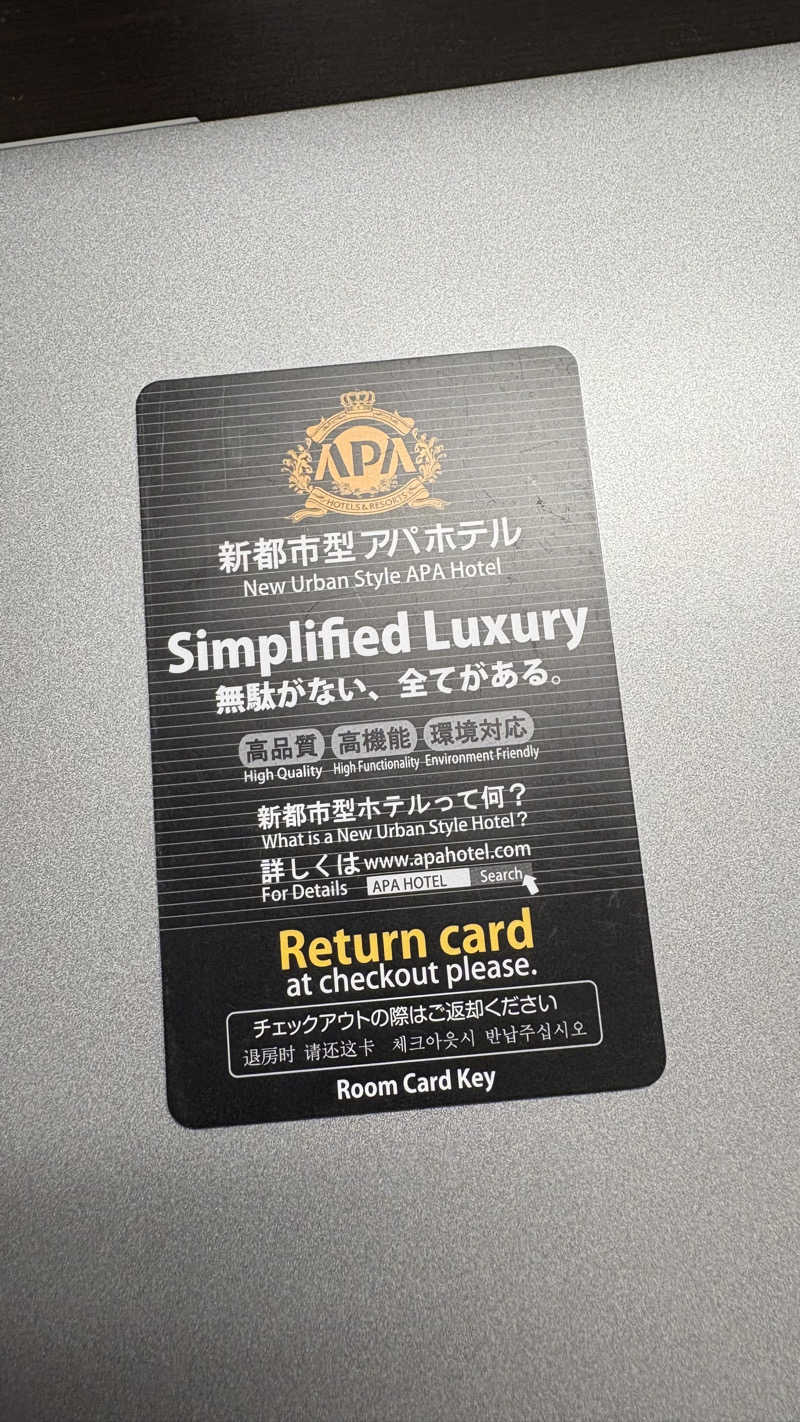 APA
HOTELS & RESORTS
新都市型アパホテル
New Urban Style APA Hotel
Simplified Luxury
無駄がない、全てがある。
高品質 高機能 環境対応
High Quality High Functionality Environment Friendly
新都市型ホテルって何？
What is a New Urban Style Hotel?
詳しくは www.apahotel.com
For Details APA HOTEL Search
Return card
at checkout please.
チェックアウトの際はご返却ください
退房时 请还这卡 체크아웃시 반납주십시오
Room Card Key